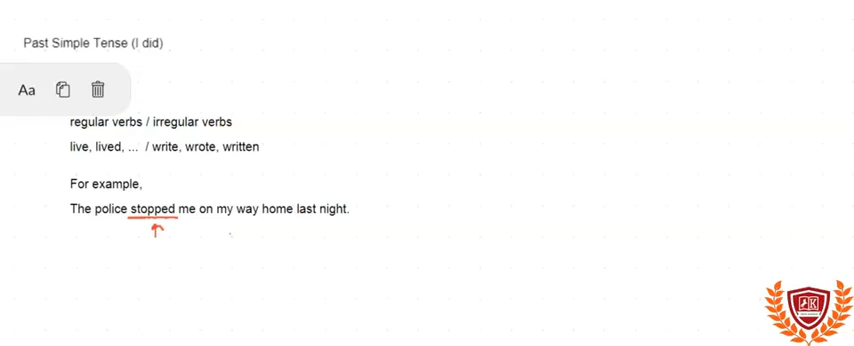 Past Simple Tense (I did)
Aa
regular verbs / irregular verbs
live, lived, ... / write, wrote, written
For example,
The police stopped me on my way home last night.